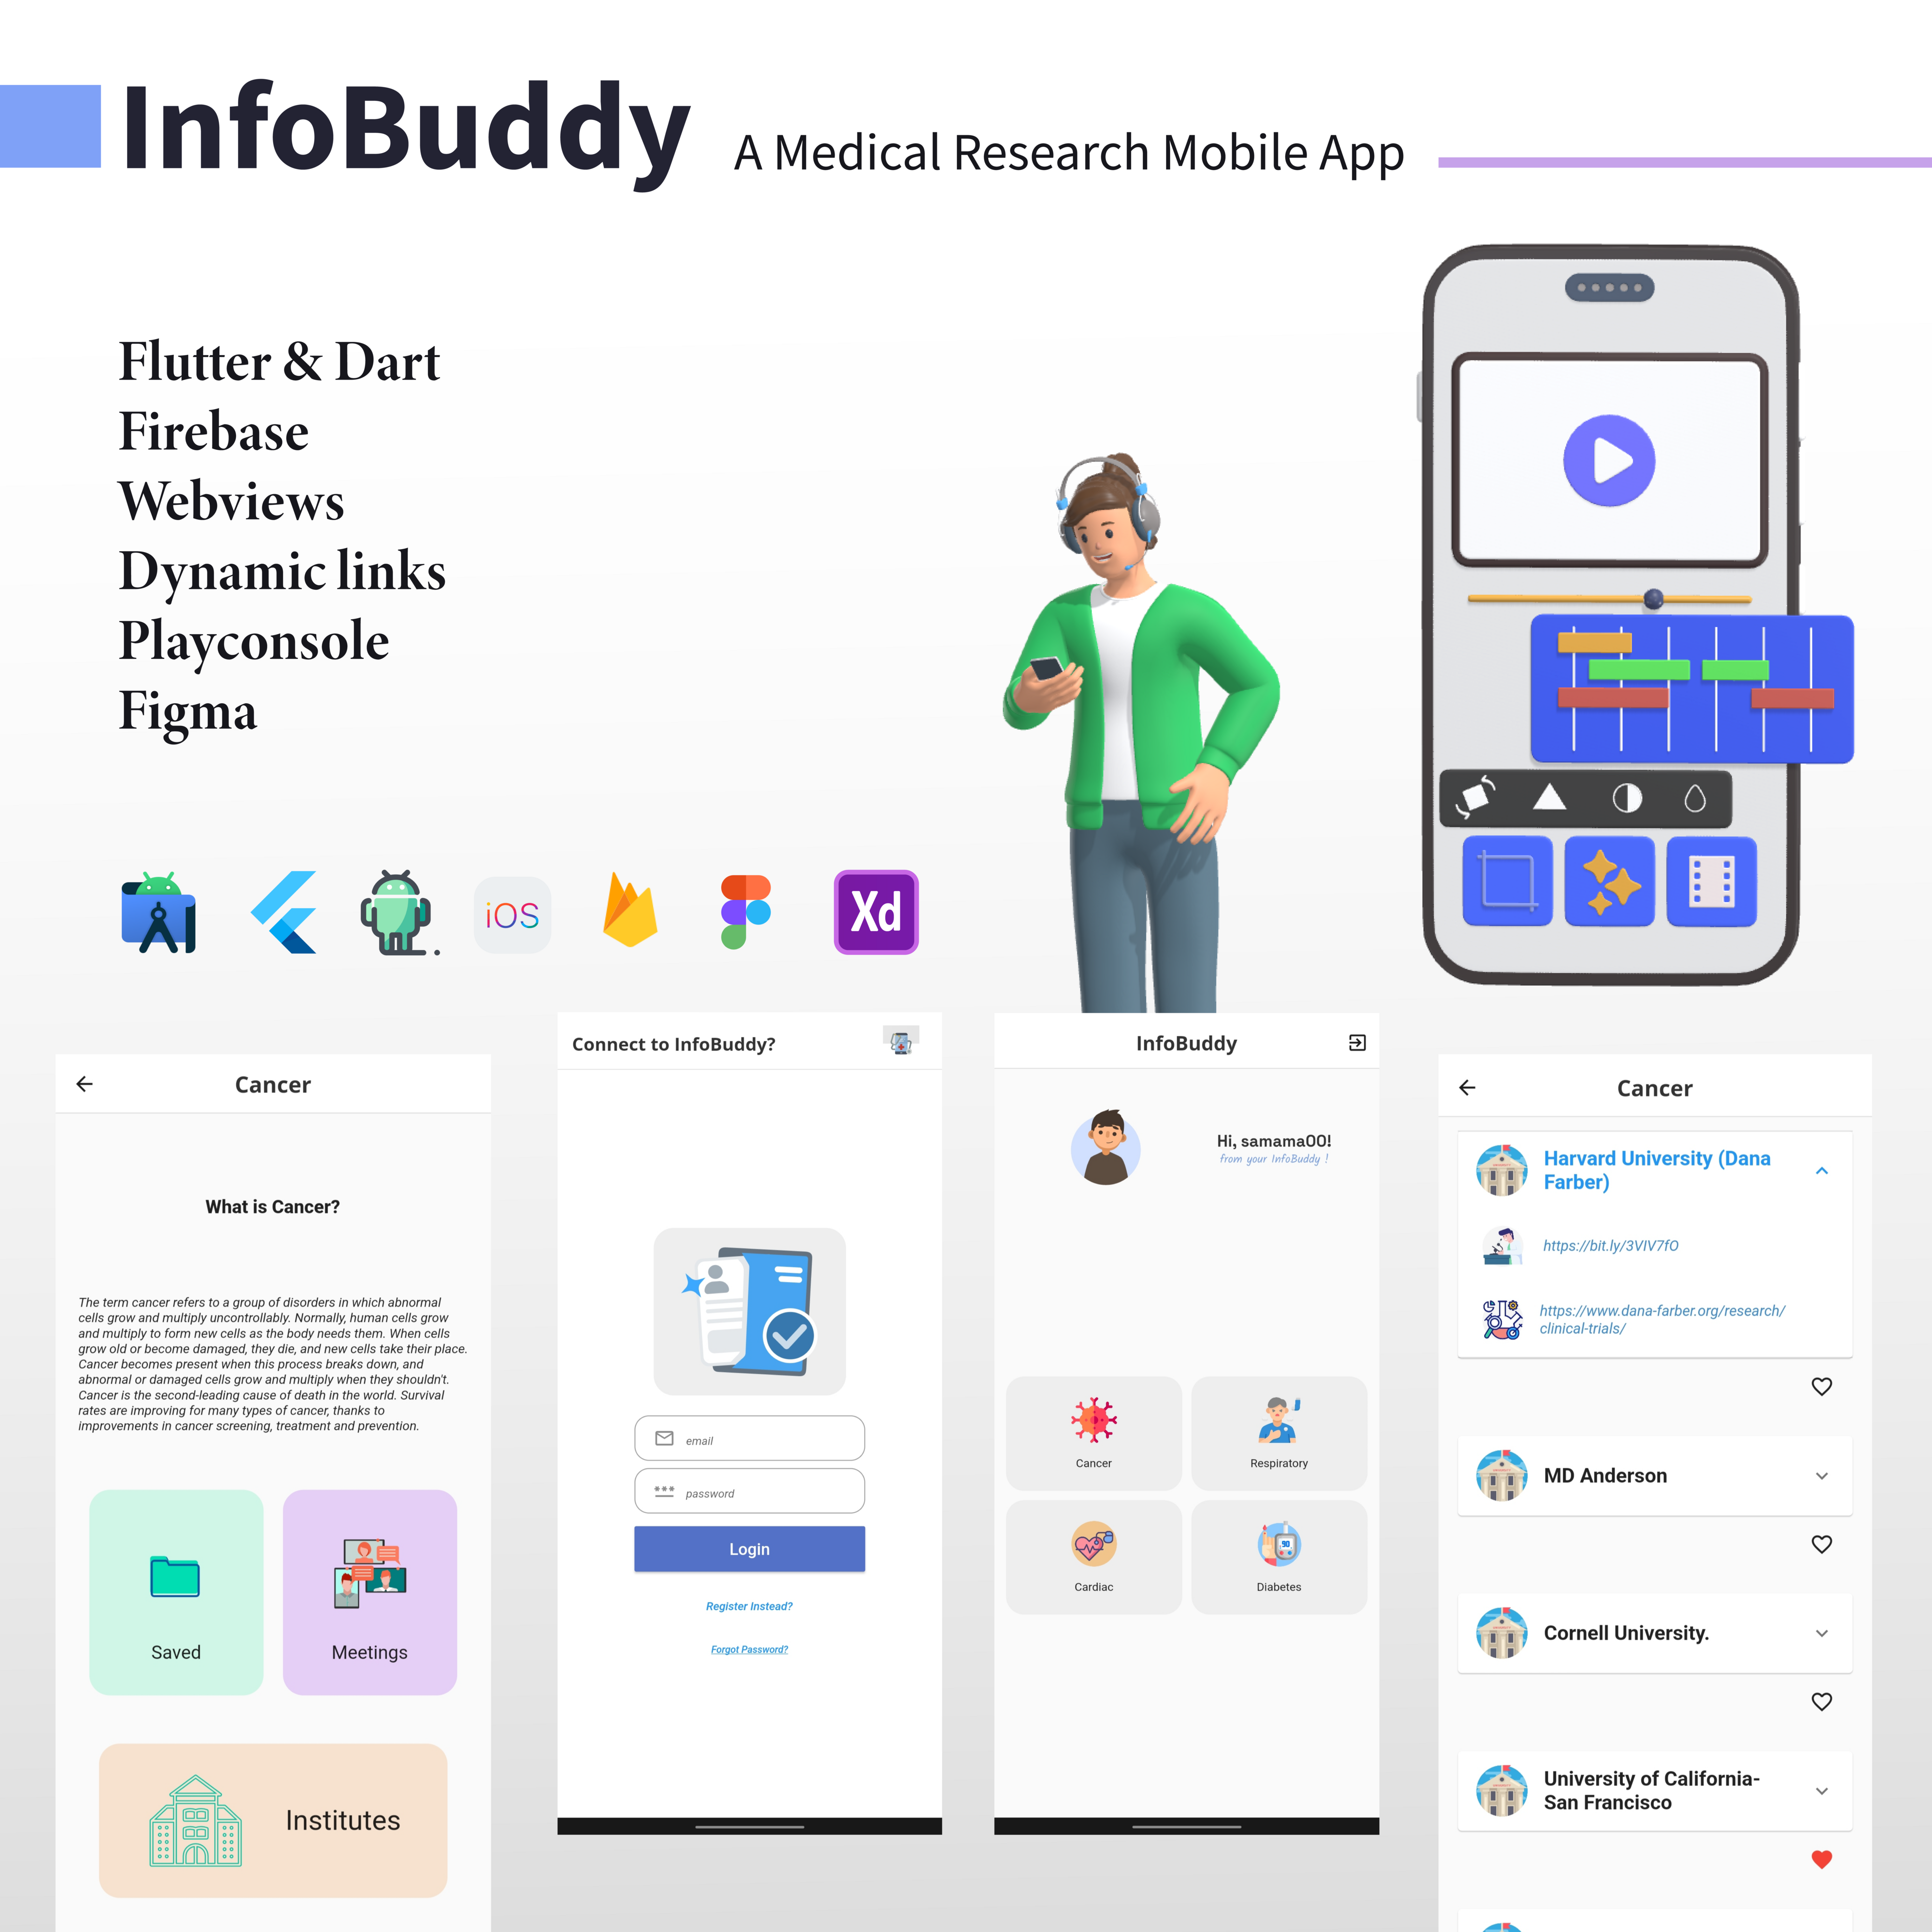 InfoBuddy
A Medical Research Mobile App
Flutter & Dart
Firebase
Webviews
Dynamic links
Playconsole
Figma
iOS
Xd
Cancer
What is Cancer?
The term cancer refers to a group of disorders in which abnormal
cells grow and multiply uncontrollably. Normally, human cells grow
and multiply to form new cells as the body needs them. When cells
grow old or become damaged, they die, and new cells take their place.
Cancer becomes present when this process breaks down, and
abnormal or damaged cells grow and multiply when they shouldn't.
Cancer is the second-leading cause of death in the world. Survival
rates are improving for many types of cancer, thanks to
improvements in cancer screening, treatment and prevention.
Saved
Meetings
Institutes
Connect to InfoBuddy?
email
password
Login
Register Instead?
Forgot Password?
InfoBuddy
Hi, samama00!
from your InfoBuddy !
Cancer
Respiratory
Cardiac
90
Diabetes
Cancer
Harvard University (Dana
Farber)
https://bit.ly/3VIV7fO
https://www.dana-farber.org/research/
clinical-trials/
MD Anderson
Cornell University.
University of California-
San Francisco